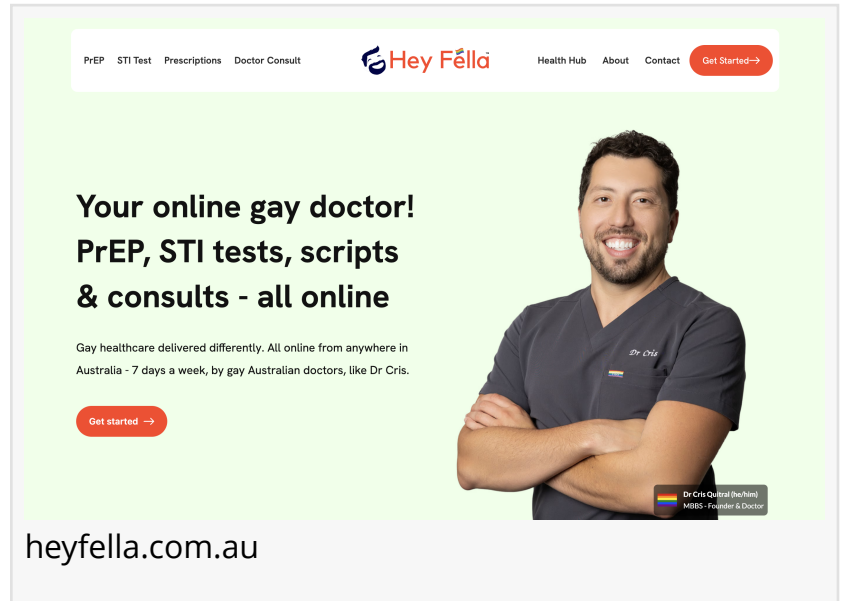 PrEP STI Test Prescriptions Doctor Consult Hey Fella Health Hub About Contact Get Started→
Your online gay doctor!
PrEP, STI tests, scripts
& consults - all online
Gay healthcare delivered differently. All online from anywhere in
Australia - 7 days a week, by gay Australian doctors, like Dr Cris.
Get started →
Dr Cris
Dr Cris Quitral (he/him)
MBBS - Founder & Doctor
heyfella.com.au